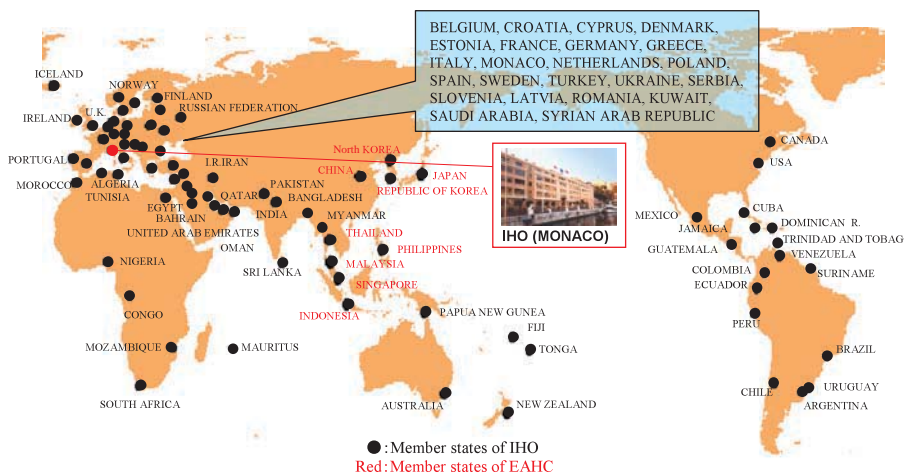 BELGIUM, CROATIA, CYPRUS, DENMARK,
ESTONIA, FRANCE, GERMANY, GREECE,
ITALY, MONACO, NETHERLANDS, POLAND,
SPAIN, SWEDEN, TURKEY, UKRAINE, SERBIA,
SLOVENIA, LATVIA, ROMANIA, KUWAIT,
SAUDI ARABIA, SYRIAN ARAB REPUBLIC
ICELAND
NORWAY
FINLAND
RUSSIAN FEDERATION
IRELAND
U.K.
PORTUGAL
MOROCCO
ALGERIA
TUNISIA
I.R.IRAN
EGYPT
BAHRAIN
QATAR
UNITED ARAB EMIRATES
OMAN
PAKISTAN
BANGLADESH
INDIA
MYANMAR
SRI LANKA
North KOREA
CHINA
JAPAN
REPUBLIC OF KOREA
THAILAND
PHILIPPINES
MALAYSIA
SINGAPORE
INDONESIA
IHO (MONACO)
NIGERIA
CONGO
MOZAMBIQUE
MAURITUS
SOUTH AFRICA
PAPUA NEW GUNEA
FIJI
TONGA
AUSTRALIA
NEW ZEALAND
CANADA
USA
MEXICO
CUBA
JAMAICA
DOMINICAN R.
GUATEMALA
TRINIDAD AND TOBAG
VENEZUELA
COLOMBIA
SURINAME
ECUADOR
PERU
BRAZIL
CHILE
URUGUAY
ARGENTINA
●:Member states of IHO
Red:Member states of EAHC